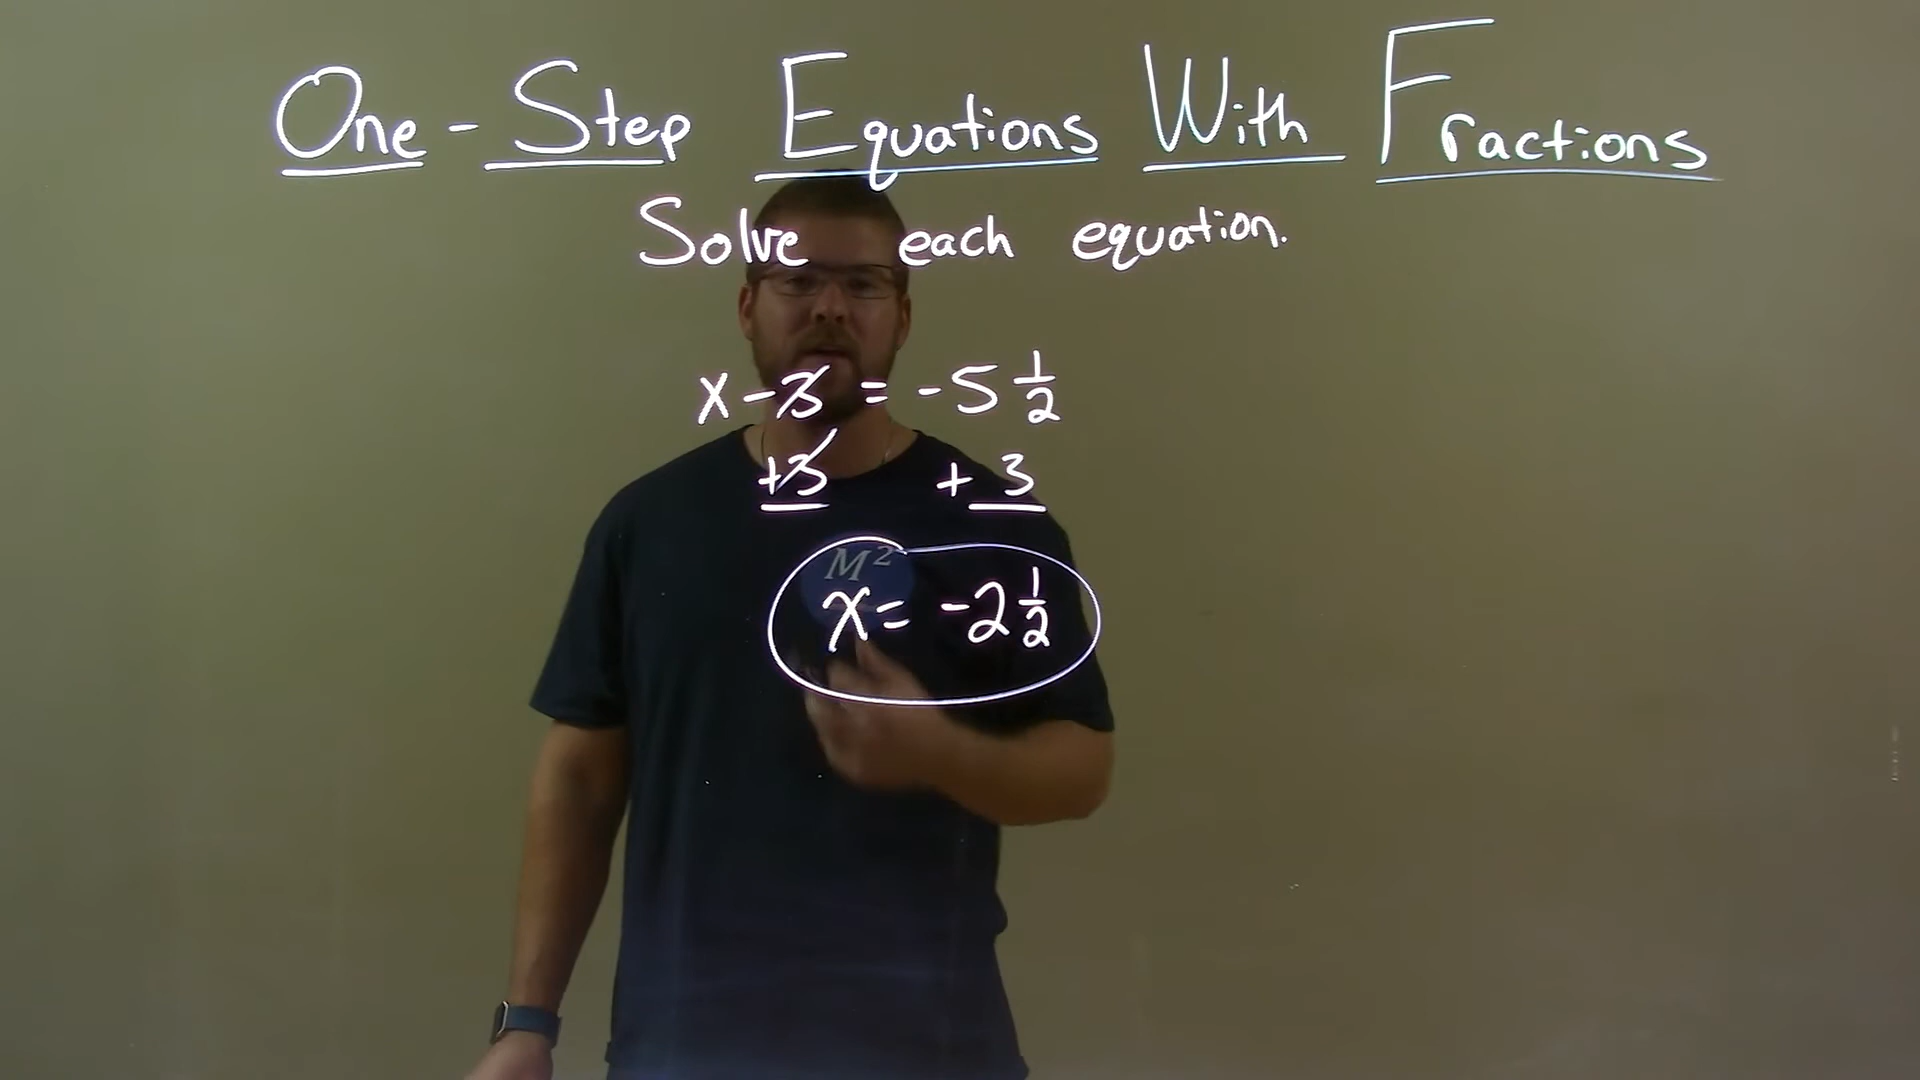 One-Step Equations With Fractions
Solve each equation.
x - 3 = -5 1/2
+3 + 3
M²
x = -2 1/2